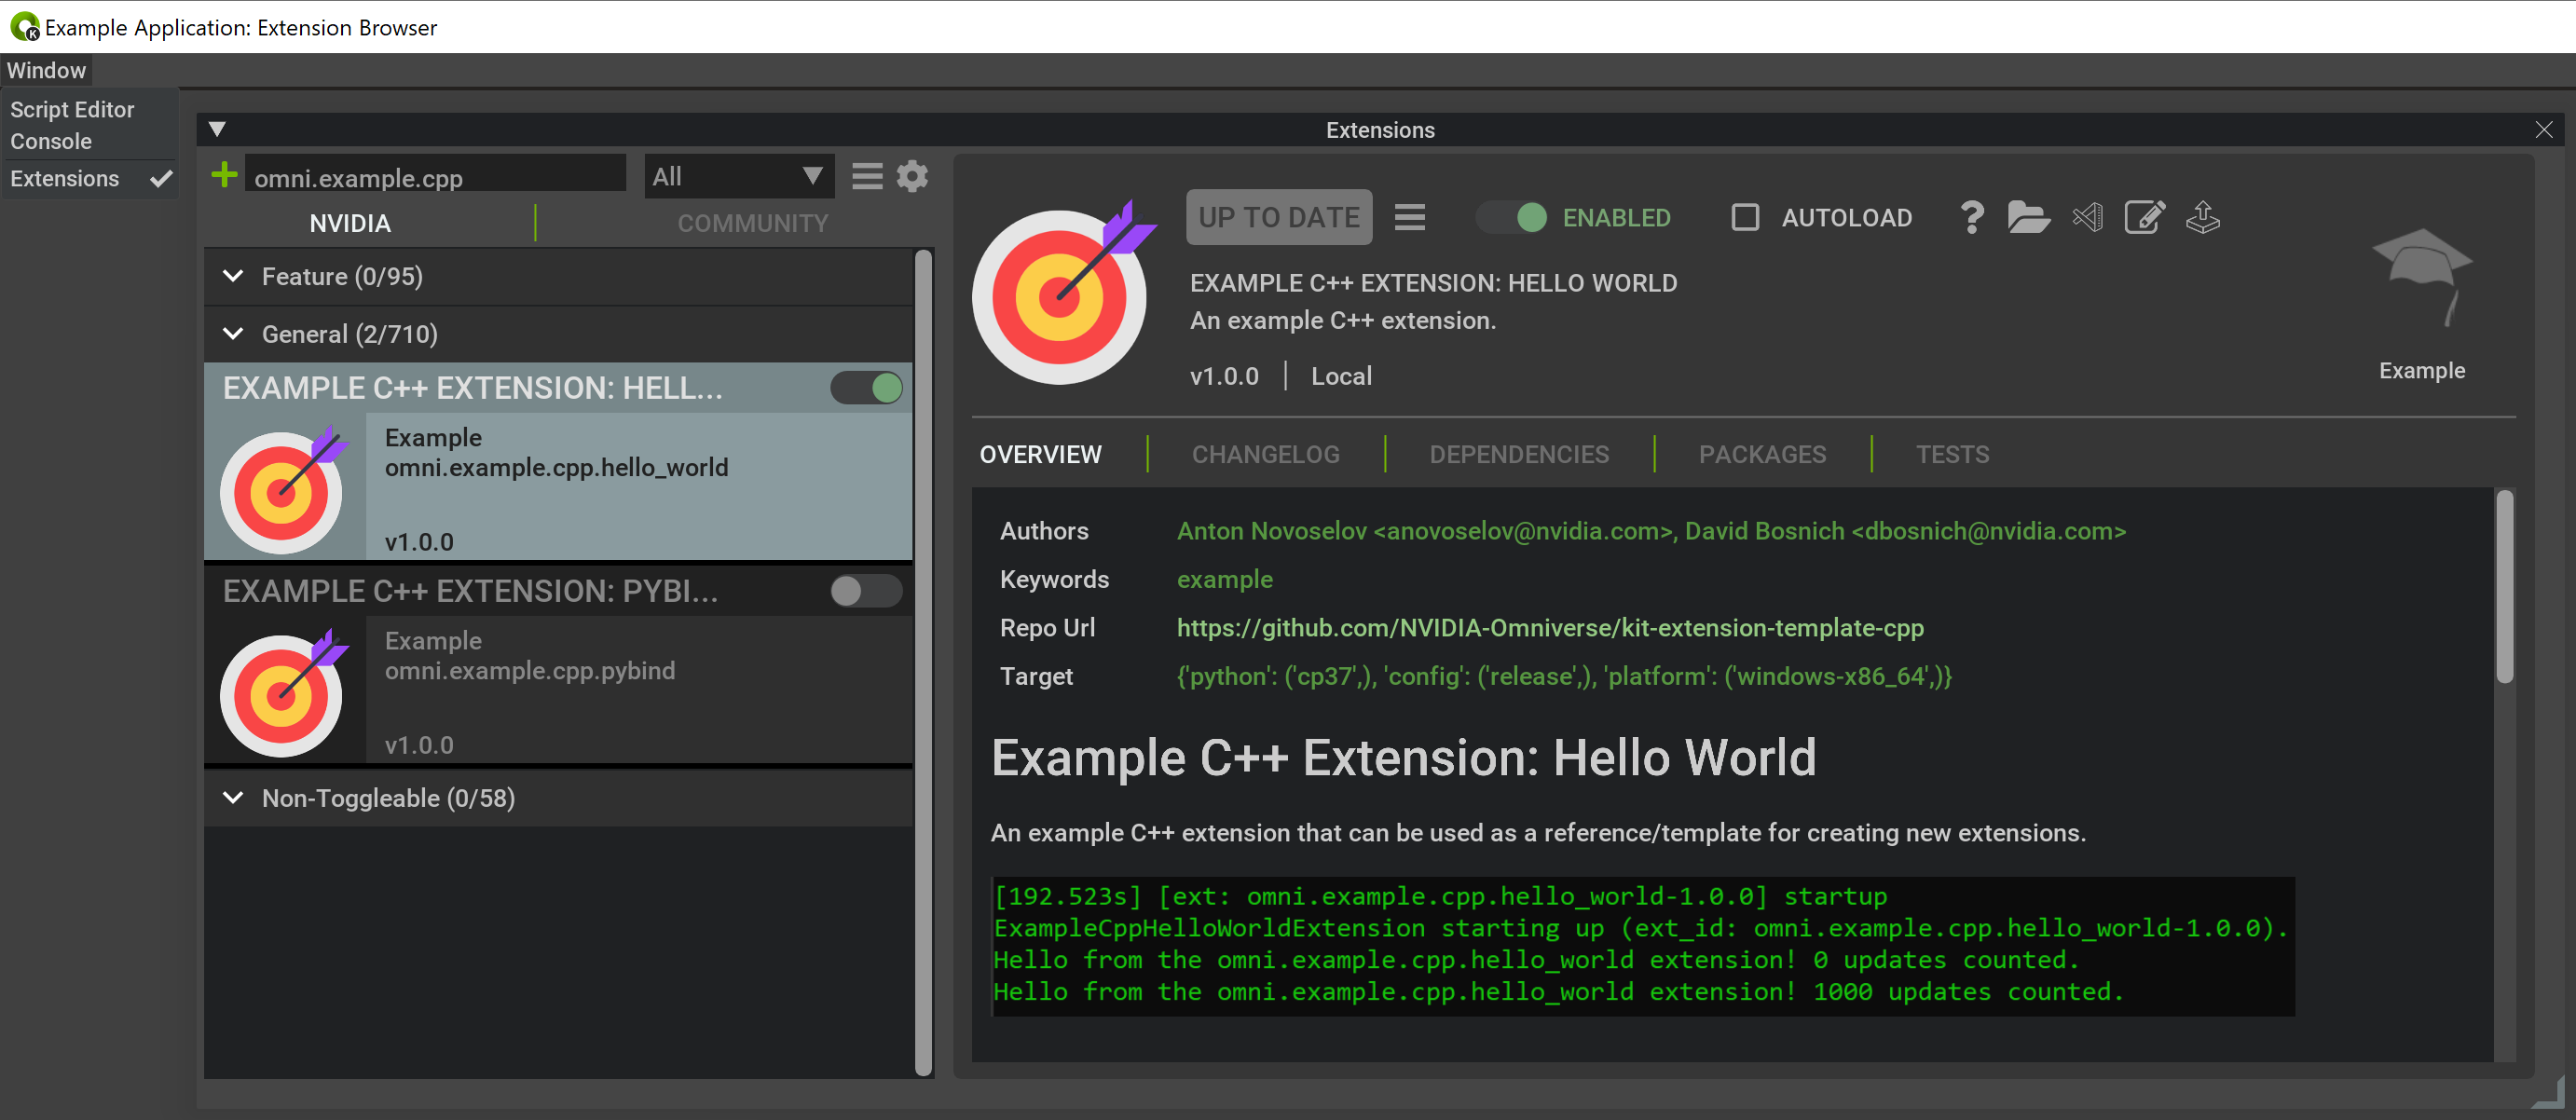 Example Application: Extension Browser
Window
Script Editor
Console
Extensions
Extensions
omni.example.cpp
All
NVIDIA
COMMUNITY
Feature (0/95)
General (2/710)
EXAMPLE C++ EXTENSION: HELL...
Example
omni.example.cpp.hello_world
v1.0.0
EXAMPLE C++ EXTENSION: PYBI...
Example
omni.example.cpp.pybind
v1.0.0
Non-Toggleable (0/58)
UP TO DATE
ENABLED
AUTOLOAD
?
EXAMPLE C++ EXTENSION: HELLO WORLD
An example C++ extension.
v1.0.0 | Local
Example
OVERVIEW
CHANGELOG
DEPENDENCIES
PACKAGES
TESTS
Authors Anton Novoselov <anovoselov@nvidia.com>, David Bosnich <dbosnich@nvidia.com>
Keywords example
Repo Url https://github.com/NVIDIA-Omniverse/kit-extension-template-cpp
Target {'python': ('cp37',), 'config': ('release',), 'platform': ('windows-x86_64',)}
Example C++ Extension: Hello World
An example C++ extension that can be used as a reference/template for creating new extensions.
[192.523s] [ext: omni.example.cpp.hello_world-1.0.0] startup
ExampleCppHelloWorldExtension starting up (ext_id: omni.example.cpp.hello_world-1.0.0).
Hello from the omni.example.cpp.hello_world extension! 0 updates counted.
Hello from the omni.example.cpp.hello_world extension! 1000 updates counted.